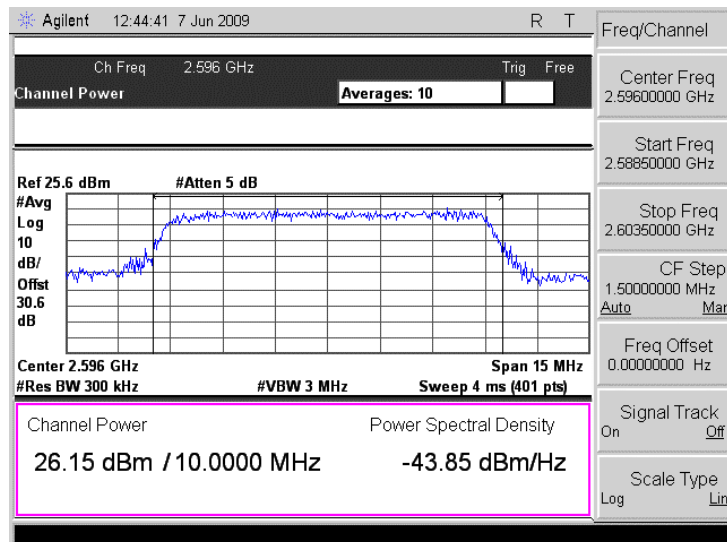 Agilent 12:44:41 7 Jun 2009 R T
Ch Freq 2.596 GHz Trig Free
Channel Power Averages: 10
Ref 25.6 dBm #Atten 5 dB
#Avg
Log
10
dB/
Offst
30.6
dB
Center 2.596 GHz Span 15 MHz
#Res BW 300 kHz #VBW 3 MHz Sweep 4 ms (401 pts)
Channel Power Power Spectral Density
26.15 dBm / 10.0000 MHz -43.85 dBm/Hz
Freq/Channel
Center Freq
2.59600000 GHz
Start Freq
2.58850000 GHz
Stop Freq
2.60350000 GHz
CF Step
1.50000000 MHz
Auto Man
Freq Offset
0.00000000 Hz
Signal Track
On Off
Scale Type
Log Lin